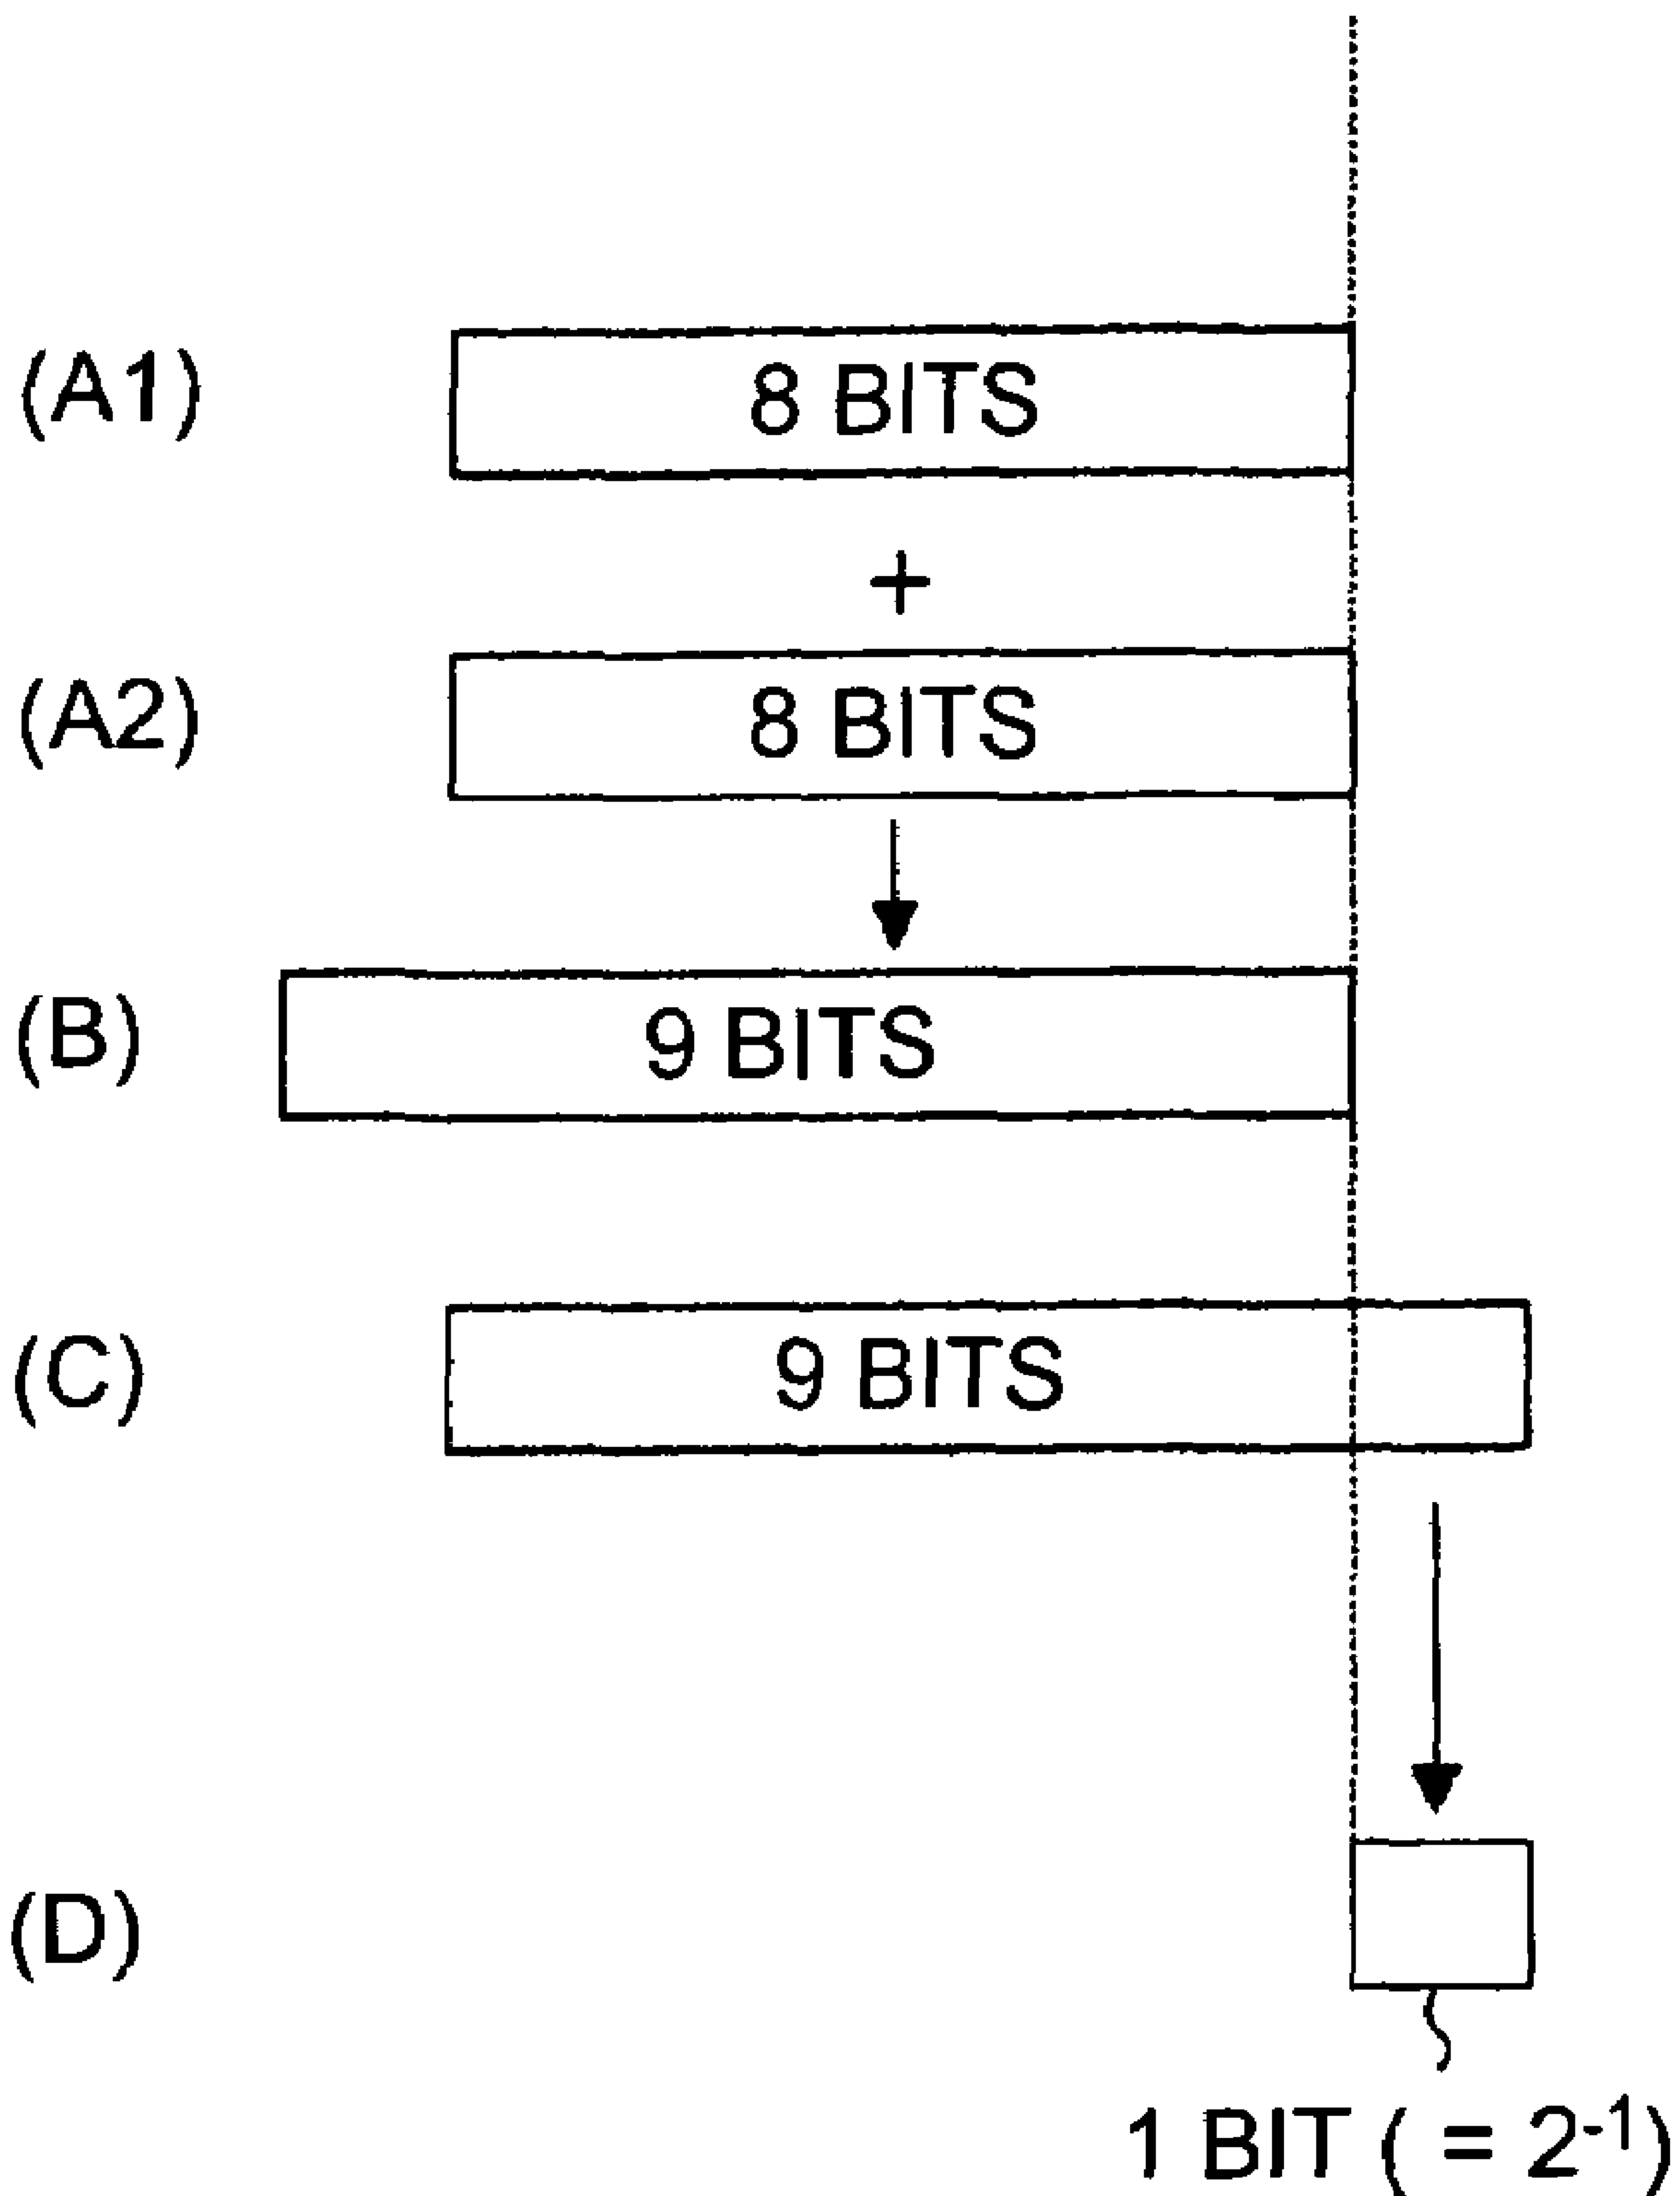 (A1) 8 BITS
+
(A2) 8 BITS
(B) 9 BITS
(C) 9 BITS
(D)
1 BIT ( = 2⁻¹)